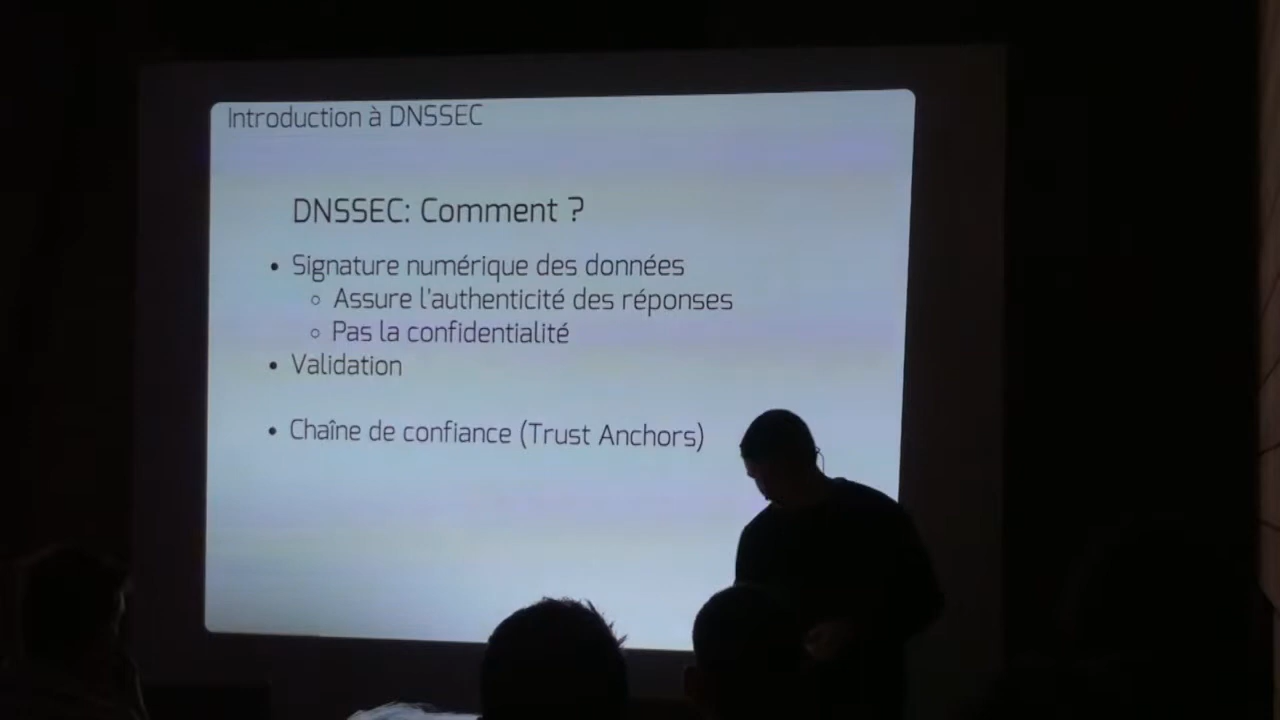 Introduction à DNSSEC
DNSSEC: Comment ?
• Signature numérique des données
○ Assure l'authenticité des réponses
○ Pas la confidentialité
• Validation
• Chaîne de confiance (Trust Anchors)